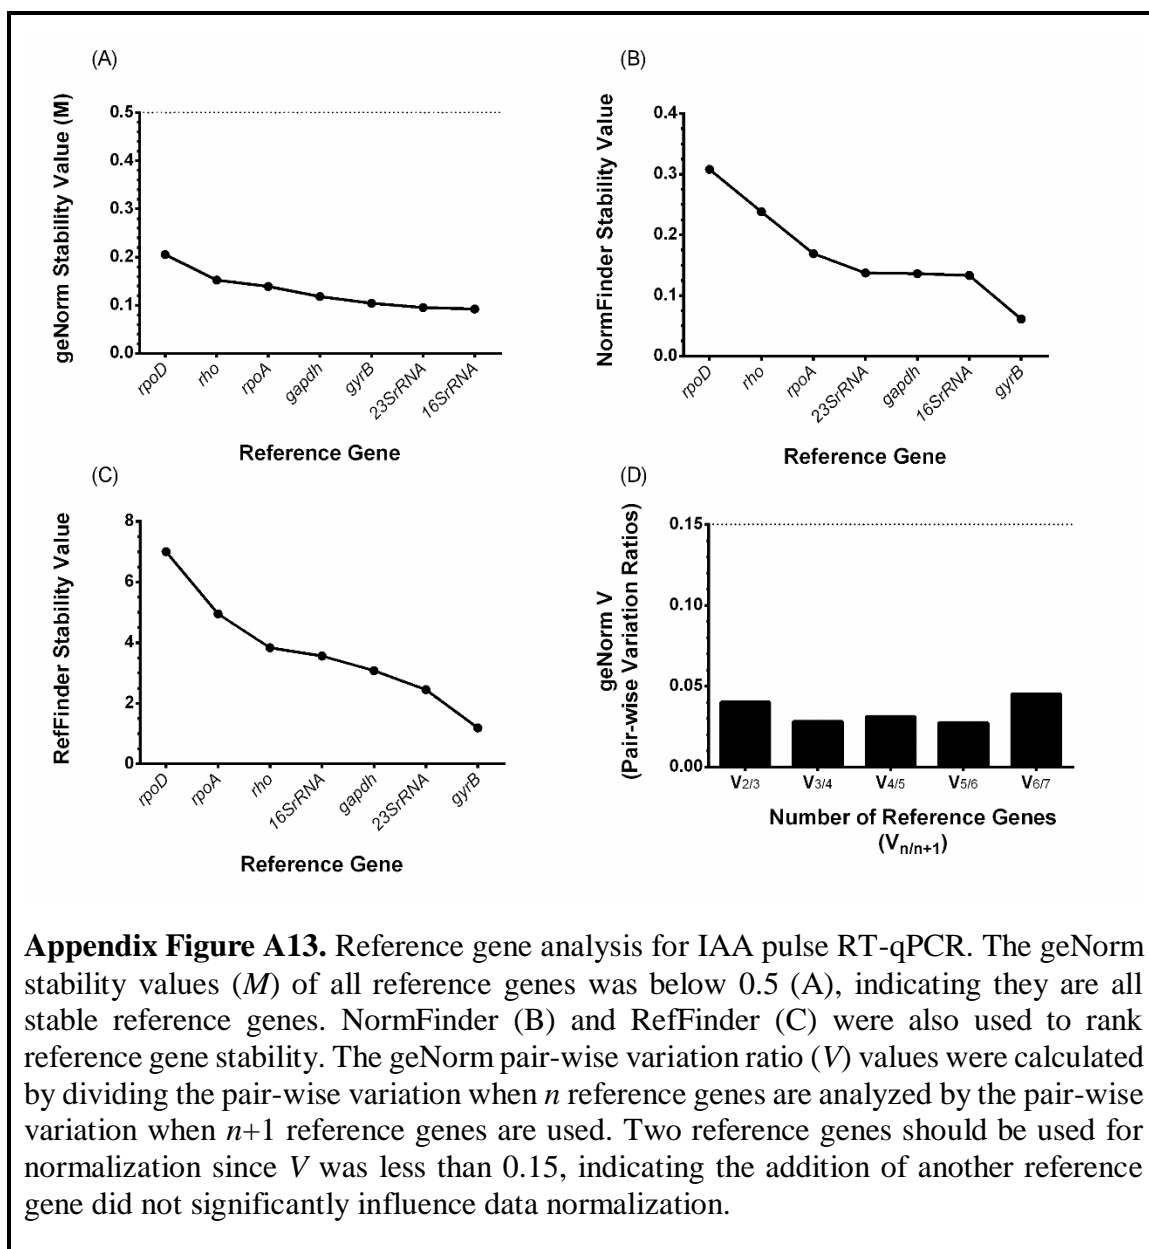 (A)
geNorm Stability Value (M)
0.5
0.4
0.3
0.2
0.1
0.0
rpoD
rho
rpoA
gapdh
gyrB
23SrRNA
16SrRNA
Reference Gene
(B)
NormFinder Stability Value
0.4
0.3
0.2
0.1
0.0
rpoD
rho
rpoA
23SrRNA
gapdh
16SrRNA
gyrB
Reference Gene
(C)
RefFinder Stability Value
8
6
4
2
0
rpoD
rpoA
rho
16SrRNA
gapdh
23SrRNA
gyrB
Reference Gene
(D)
geNorm V
(Pair-wise Variation Ratios)
0.15
0.10
0.05
0.00
V2/3 V3/4 V4/5 V5/6 V6/7
Number of Reference Genes
(Vn/n+1)
Appendix Figure A13. Reference gene analysis for IAA pulse RT-qPCR. The geNorm
stability values (M) of all reference genes was below 0.5 (A), indicating they are all
stable reference genes. NormFinder (B) and RefFinder (C) were also used to rank
reference gene stability. The geNorm pair-wise variation ratio (V) values were calculated
by dividing the pair-wise variation when n reference genes are analyzed by the pair-wise
variation when n+1 reference genes are used. Two reference genes should be used for
normalization since V was less than 0.15, indicating the addition of another reference
gene did not significantly influence data normalization.